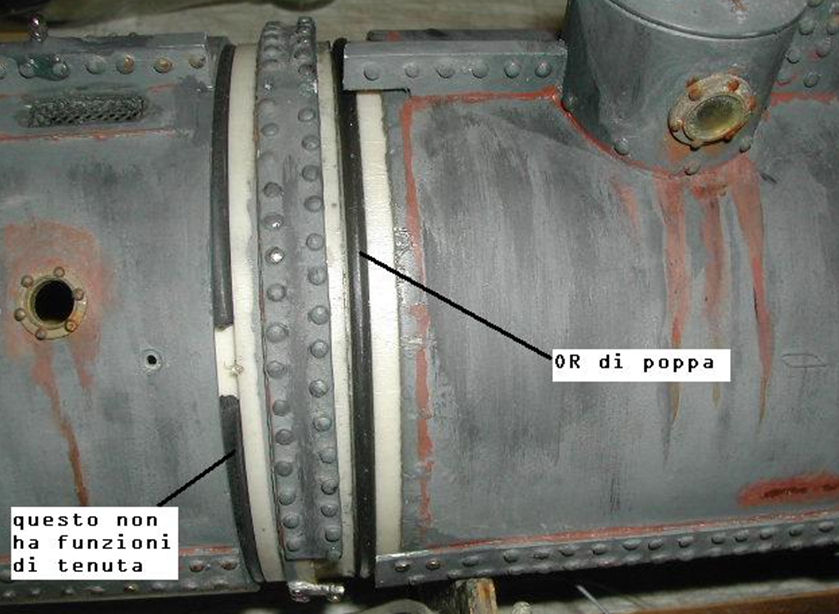 OR di poppa
questo non
ha funzioni
di tenuta